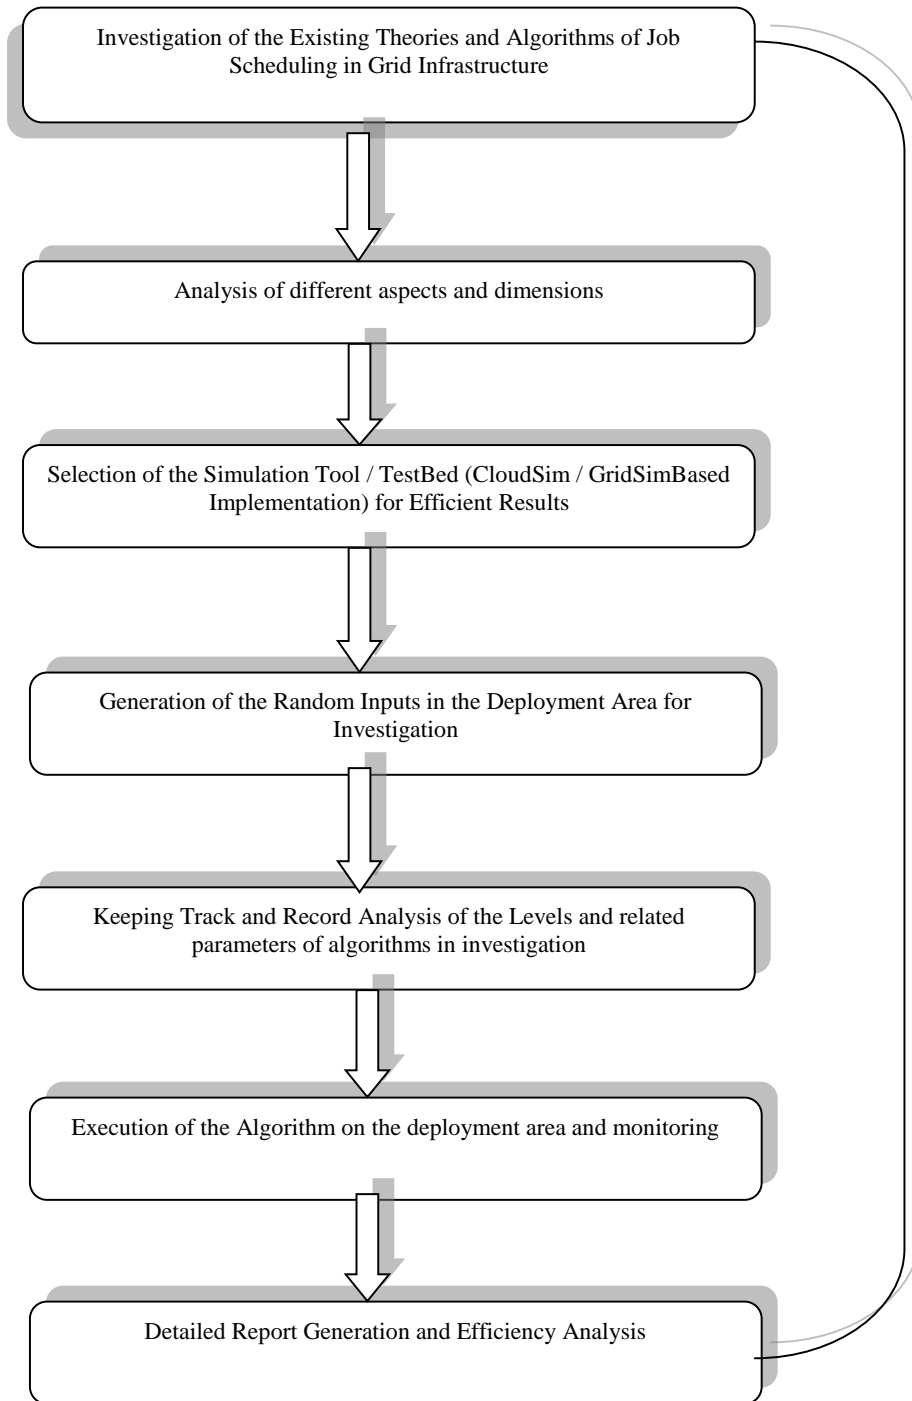 Investigation of the Existing Theories and Algorithms of Job
Scheduling in Grid Infrastructure
Analysis of different aspects and dimensions
Selection of the Simulation Tool / TestBed (CloudSim / GridSimBased
Implementation) for Efficient Results
Generation of the Random Inputs in the Deployment Area for
Investigation
Keeping Track and Record Analysis of the Levels and related
parameters of algorithms in investigation
Execution of the Algorithm on the deployment area and monitoring
Detailed Report Generation and Efficiency Analysis